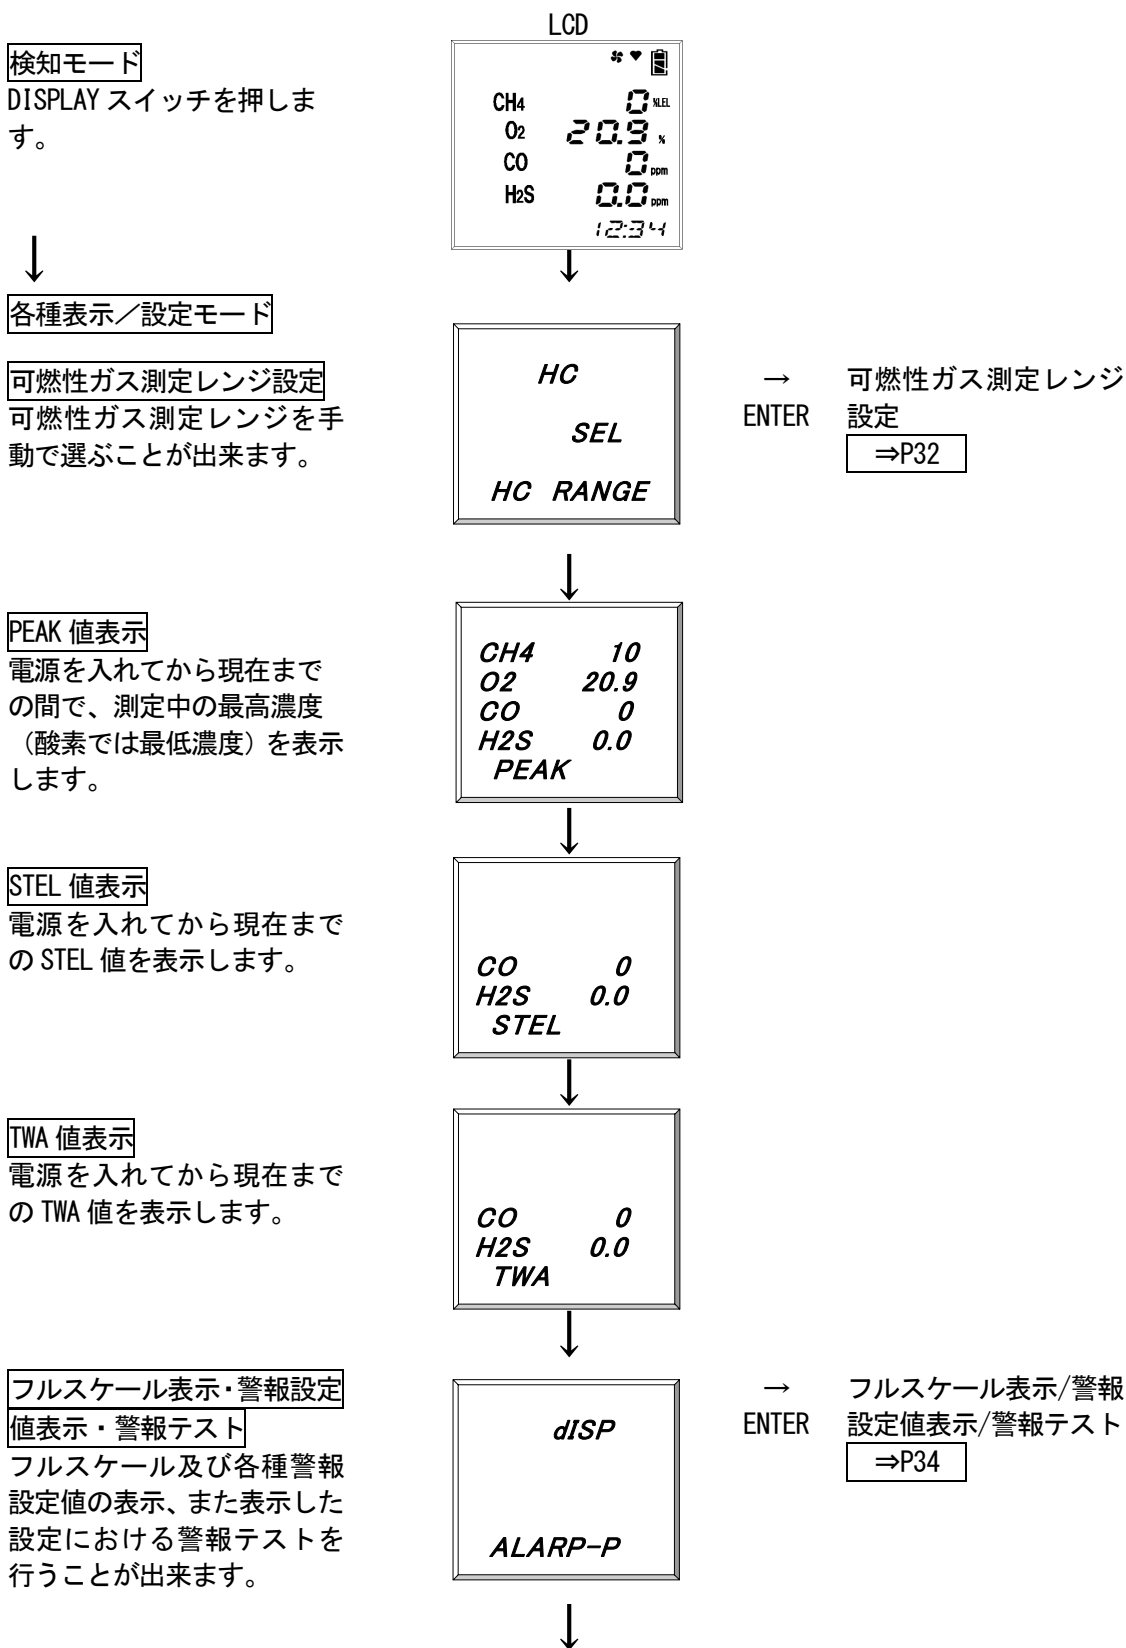 LCD
検知モード
DISPLAY スイッチを押しま
す。
CH4 0 %LEL
O2 20.9 %
CO 0 ppm
H2S 0.0 ppm
12:34
↓
↓
各種表示／設定モード
可燃性ガス測定レンジ設定
可燃性ガス測定レンジを手
動で選ぶことが出来ます。
HC
SEL
HC RANGE
→
ENTER
可燃性ガス測定レンジ
設定
⇒P32
↓
PEAK 値表示
電源を入れてから現在まで
の間で、測定中の最高濃度
（酸素では最低濃度）を表示
します。
CH4 10
O2 20.9
CO 0
H2S 0.0
PEAK
↓
STEL 値表示
電源を入れてから現在まで
の STEL 値を表示します。
CO 0
H2S 0.0
STEL
↓
TWA 値表示
電源を入れてから現在まで
の TWA 値を表示します。
CO 0
H2S 0.0
TWA
↓
フルスケール表示・警報設定
値表示・警報テスト
フルスケール及び各種警報
設定値の表示、また表示した
設定における警報テストを
行うことが出来ます。
dISP
ALARP-P
→
ENTER
フルスケール表示/警報
設定値表示/警報テスト
⇒P34
↓